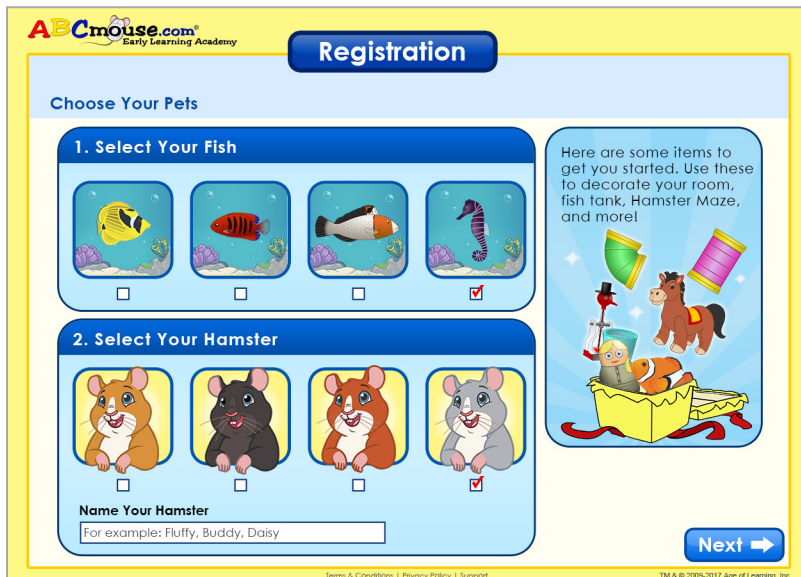 ABCmouse.com®
Early Learning Academy
Registration
Choose Your Pets
1. Select Your Fish
2. Select Your Hamster
Name Your Hamster
For example: Fluffy, Buddy, Daisy
Here are some items to
get you started. Use these
to decorate your room,
fish tank, Hamster Maze,
and more!
Next
Terms & Conditions | Privacy Policy | Support
TM & © 2009-2017 Age of Learning, Inc.